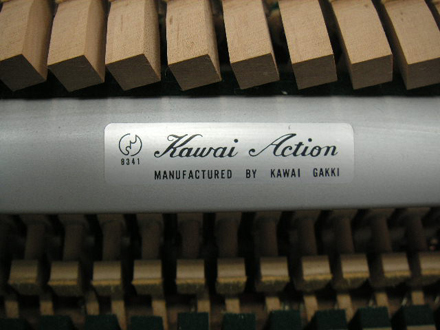 Kawai Action
8341
MANUFACTURED BY KAWAI GAKKI